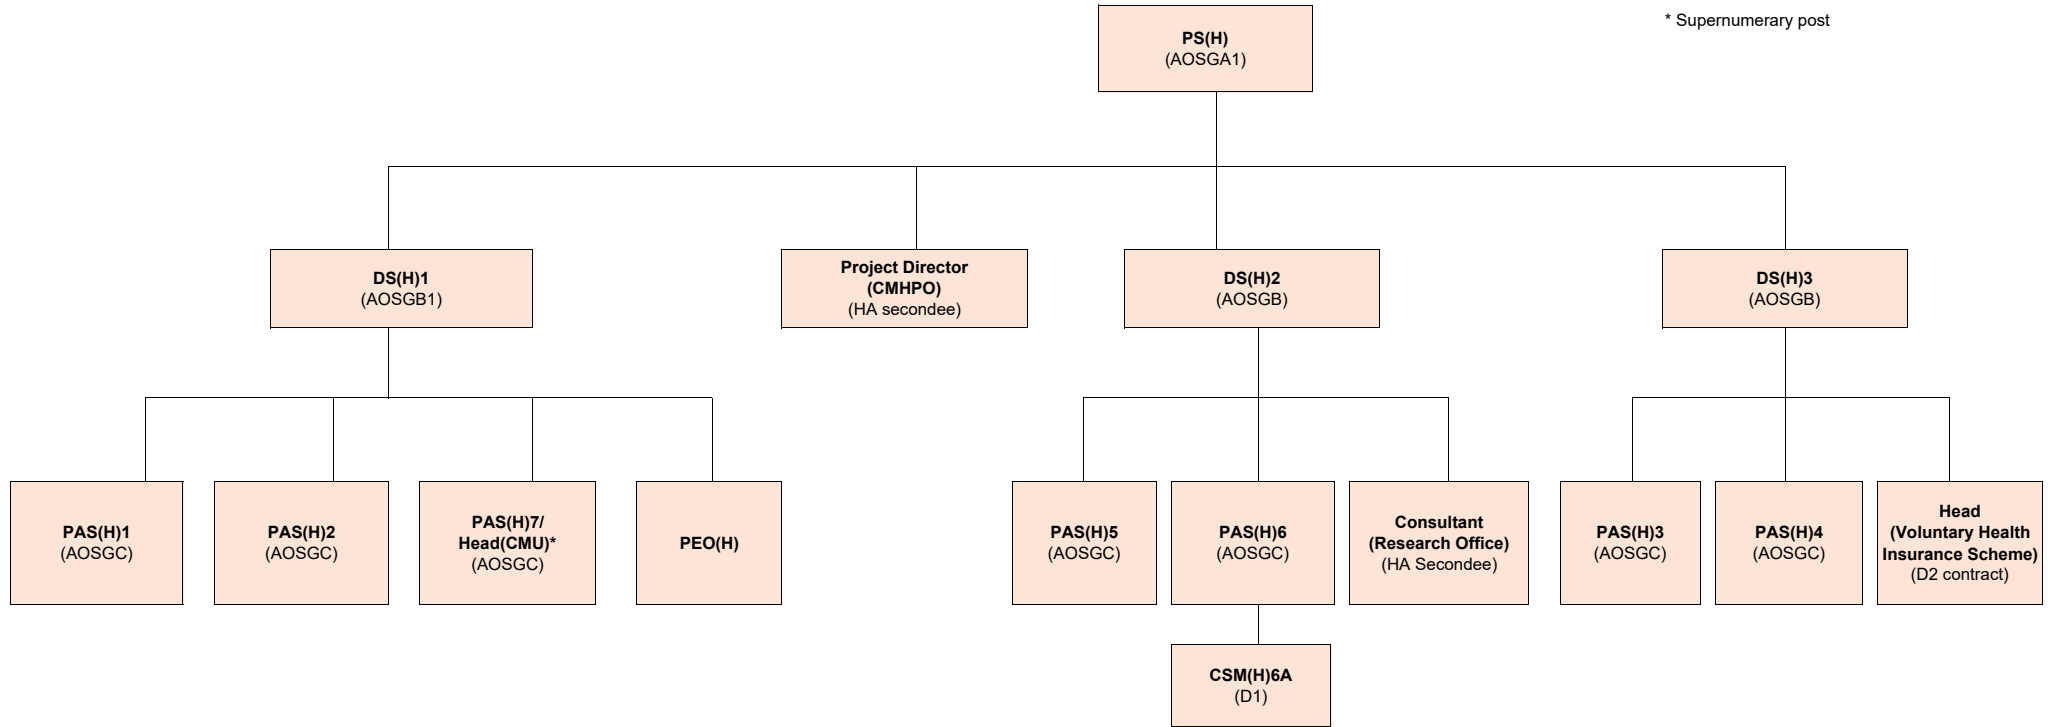 * Supernumerary post
PS(H)
(AOSGA1)
DS(H)1
(AOSGB1)
Project Director
(CMHPO)
(HA secondee)
DS(H)2
(AOSGB)
DS(H)3
(AOSGB)
PAS(H)1
(AOSGC)
PAS(H)2
(AOSGC)
PAS(H)7/
Head(CMU)*
(AOSGC)
PEO(H)
PAS(H)5
(AOSGC)
PAS(H)6
(AOSGC)
Consultant
(Research Office)
(HA Secondee)
PAS(H)3
(AOSGC)
PAS(H)4
(AOSGC)
Head
(Voluntary Health
Insurance Scheme)
(D2 contract)
CSM(H)6A
(D1)